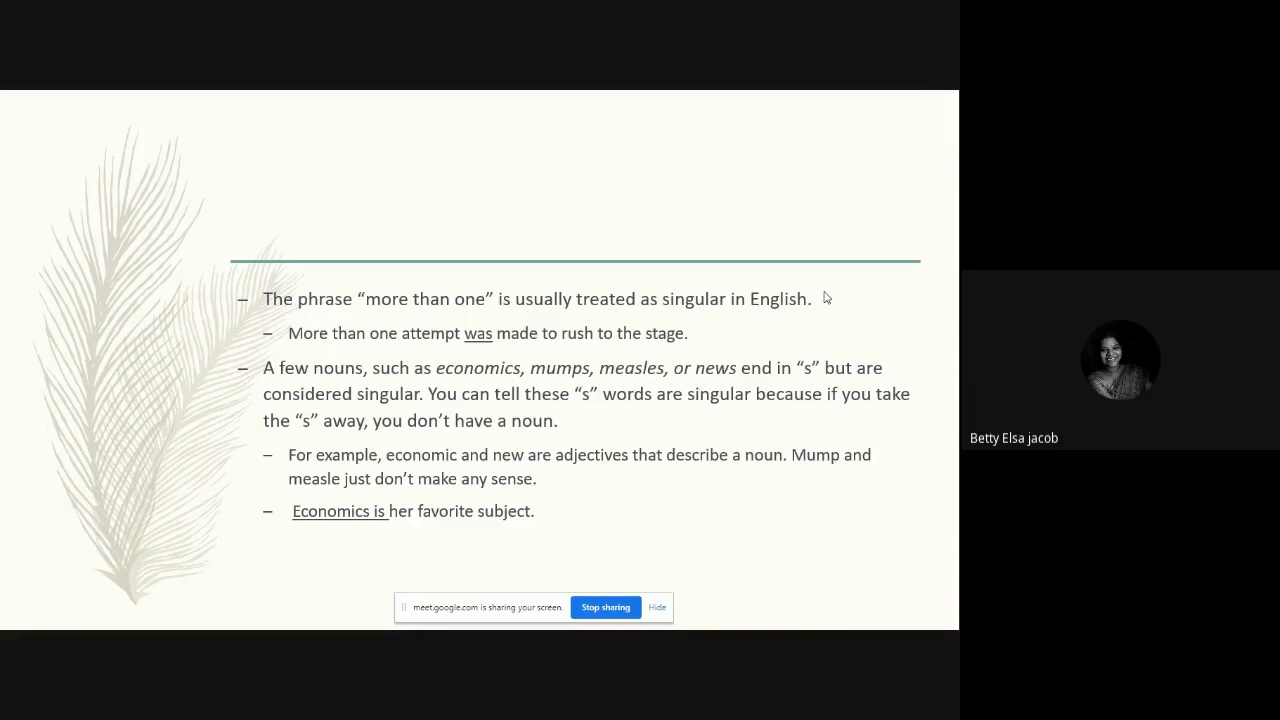 – The phrase “more than one” is usually treated as singular in English.
– More than one attempt was made to rush to the stage.
– A few nouns, such as economics, mumps, measles, or news end in “s” but are
considered singular. You can tell these “s” words are singular because if you take
the “s” away, you don’t have a noun.
– For example, economic and new are adjectives that describe a noun. Mump and
measle just don’t make any sense.
– Economics is her favorite subject.
meet.google.com is sharing your screen. Stop sharing Hide
Betty Elsa jacob